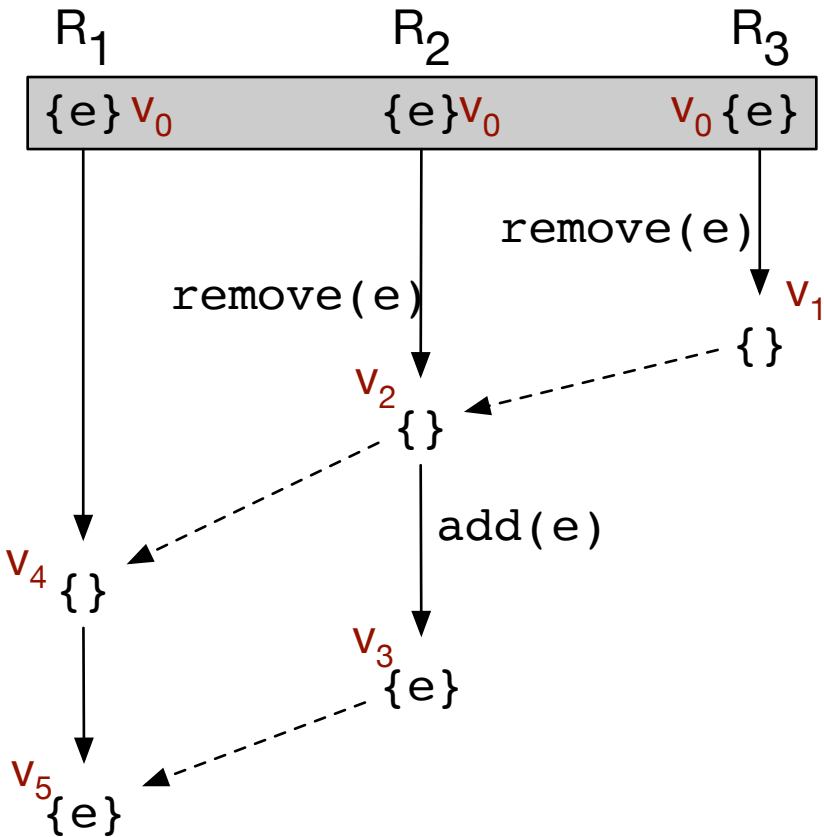 R1 R2 R3
{e} v0 {e} v0 v0 {e}
remove(e)
remove(e)
v1
{}
v2
{}
add(e)
v4
{}
v3
{e}
v5
{e}